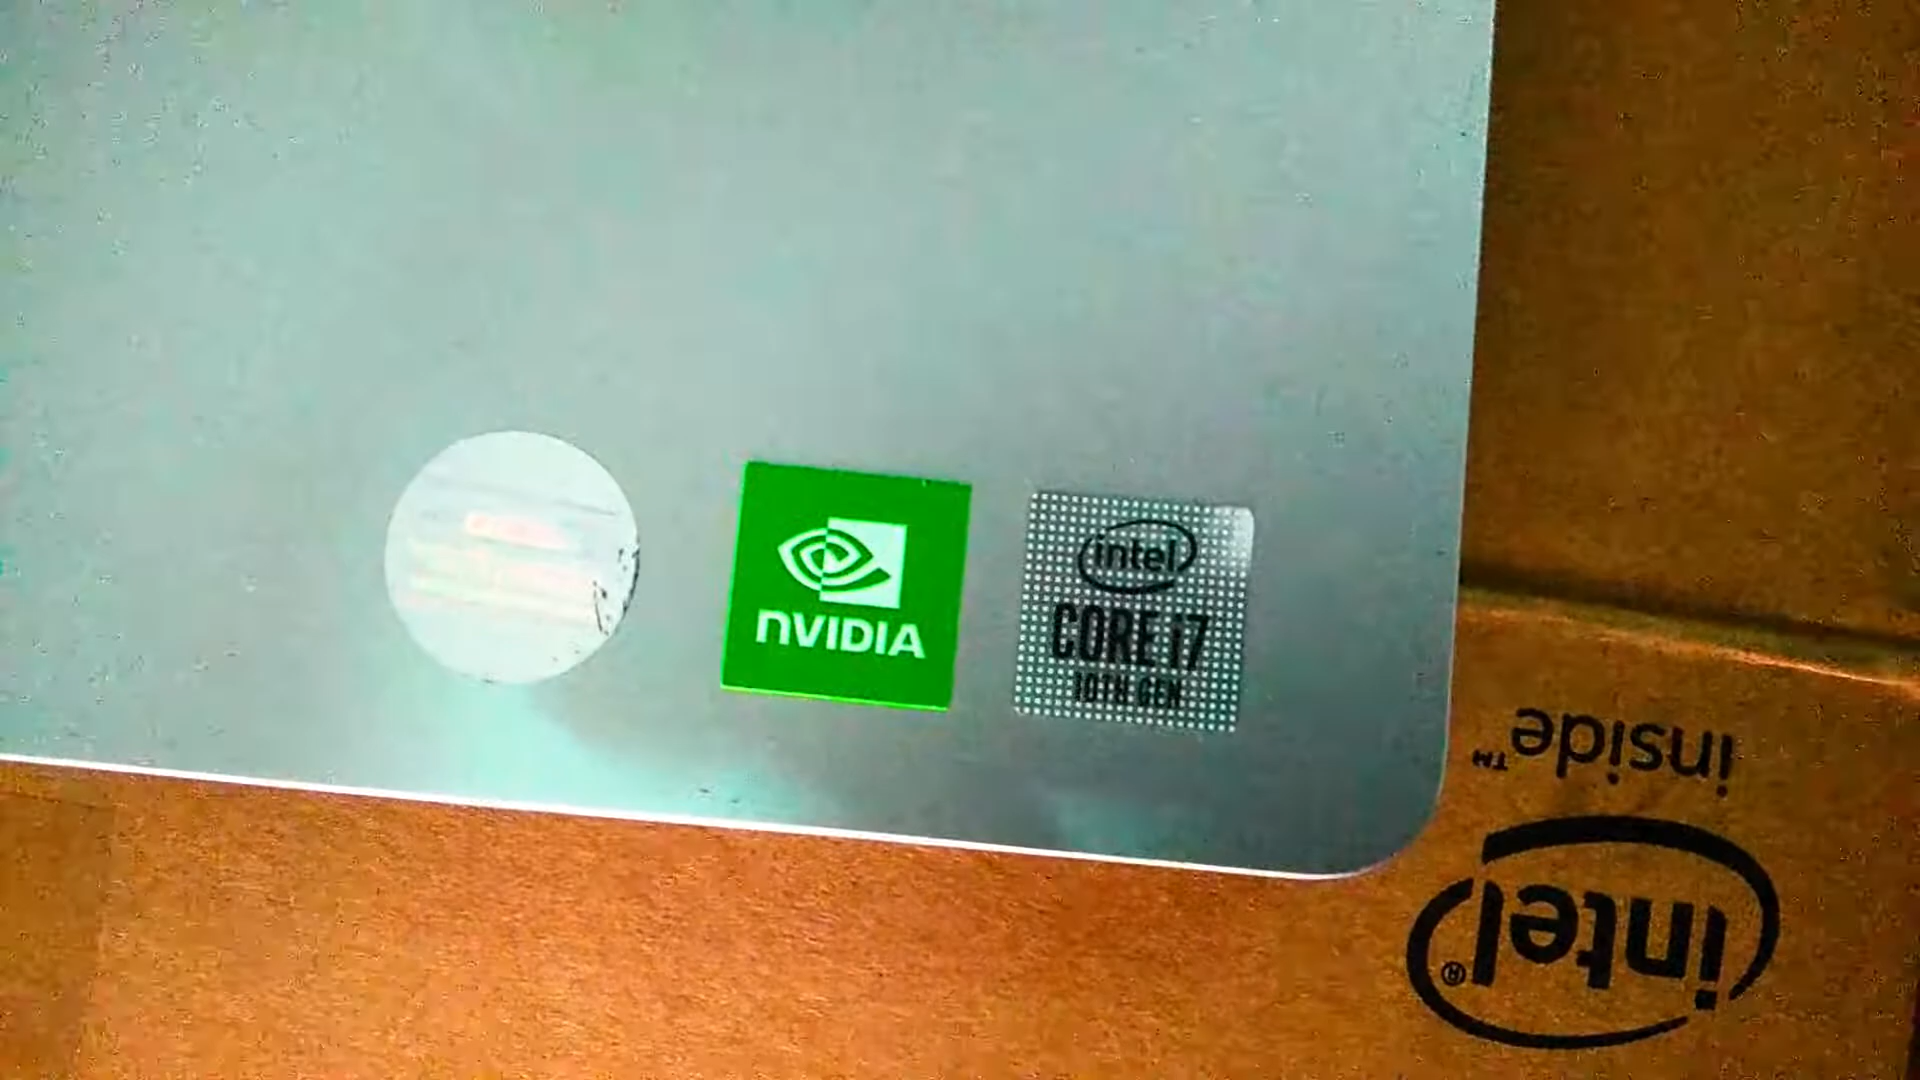 nVIDIA
intel
CORE i7
10TH GEN
inside™
intel®